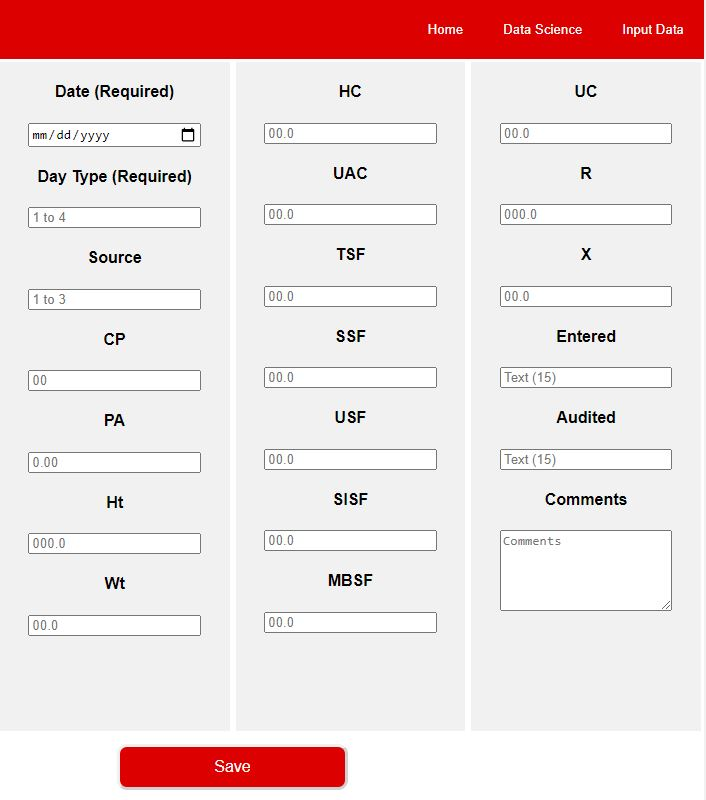 Home Data Science Input Data
Date (Required)
mm/dd/yyyy
Day Type (Required)
1 to 4
Source
1 to 3
CP
00
PA
0.00
Ht
000.0
Wt
00.0
HC
00.0
UAC
00.0
TSF
00.0
SSF
00.0
USF
00.0
SISF
00.0
MBSF
00.0
UC
00.0
R
000.0
X
00.0
Entered
Text (15)
Audited
Text (15)
Comments
Comments
Save